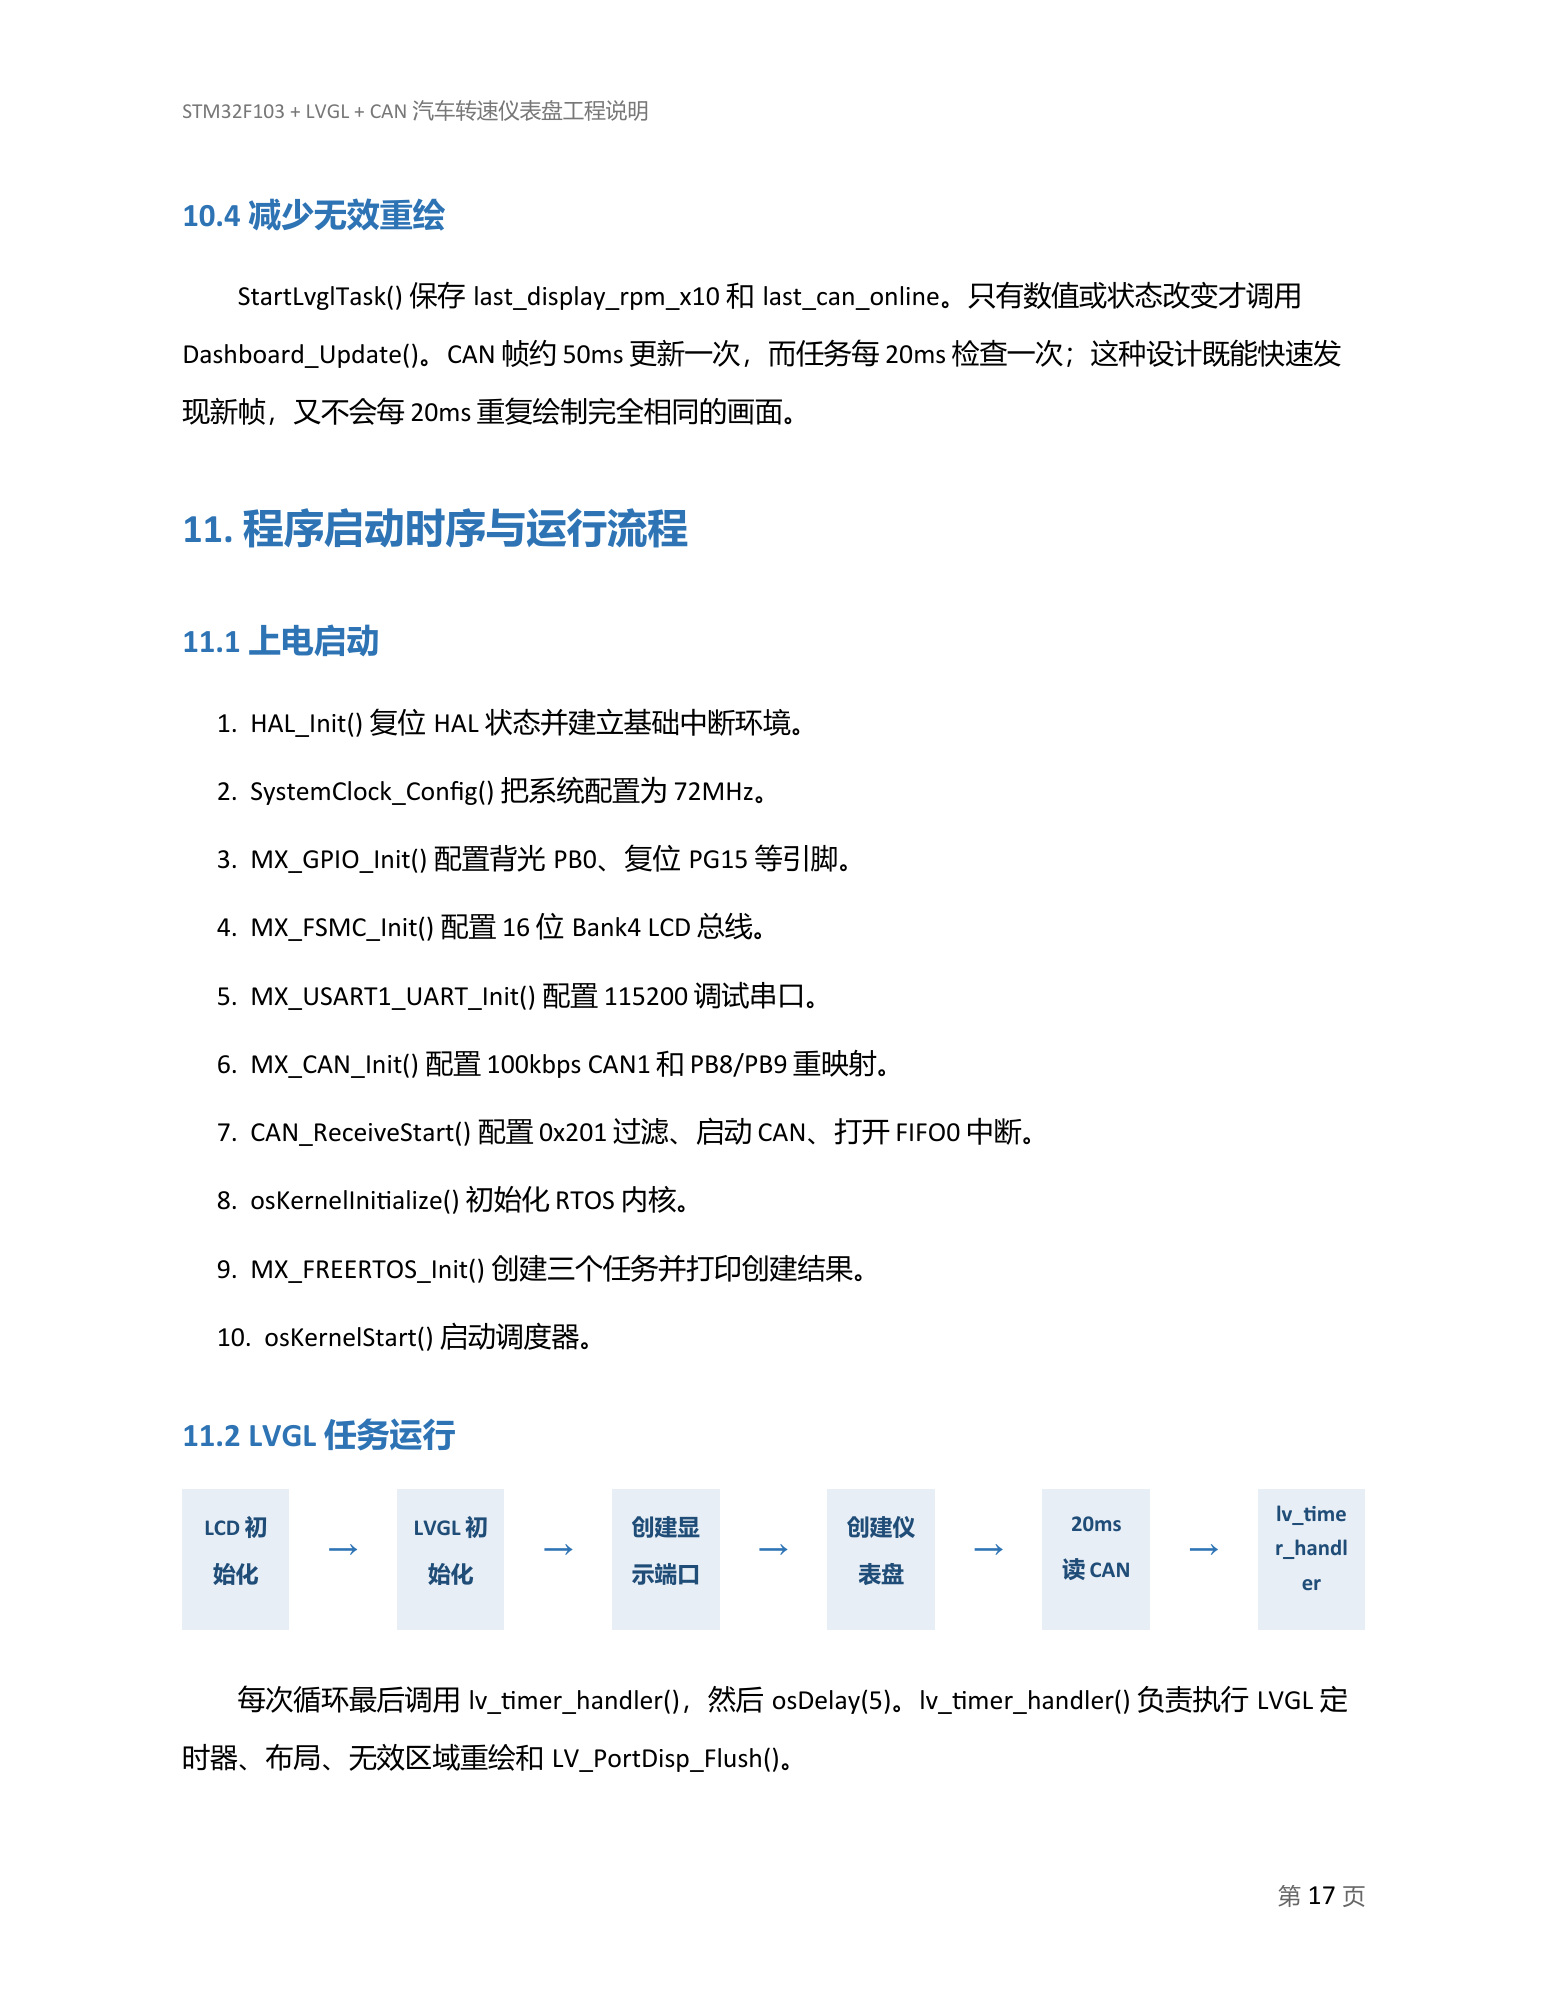 STM32F103 + LVGL + CAN 汽车转速仪表盘工程说明
10.4 减少无效重绘
StartLvglTask() 保存 last_display_rpm_x10 和 last_can_online。只有数值或状态改变才调用
Dashboard_Update()。CAN 帧约 50ms 更新一次，而任务每 20ms 检查一次；这种设计既能快速发
现新帧，又不会每 20ms 重复绘制完全相同的画面。
11. 程序启动时序与运行流程
11.1 上电启动
1. HAL_Init() 复位 HAL 状态并建立基础中断环境。
2. SystemClock_Config() 把系统配置为 72MHz。
3. MX_GPIO_Init() 配置背光 PB0、复位 PG15 等引脚。
4. MX_FSMC_Init() 配置 16 位 Bank4 LCD 总线。
5. MX_USART1_UART_Init() 配置 115200 调试串口。
6. MX_CAN_Init() 配置 100kbps CAN1 和 PB8/PB9 重映射。
7. CAN_ReceiveStart() 配置 0x201 过滤、启动 CAN、打开 FIFO0 中断。
8. osKernelInitialize() 初始化 RTOS 内核。
9. MX_FREERTOS_Init() 创建三个任务并打印创建结果。
10. osKernelStart() 启动调度器。
11.2 LVGL 任务运行
LCD 初
始化
→
LVGL 初
始化
→
创建显
示端口
→
创建仪
表盘
→
20ms
读 CAN
→
lv_time
r_handl
er
每次循环最后调用 lv_timer_handler()，然后 osDelay(5)。lv_timer_handler() 负责执行 LVGL 定
时器、布局、无效区域重绘和 LV_PortDisp_Flush()。
第 17 页